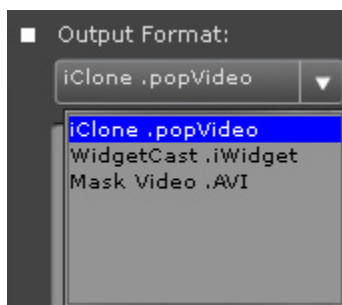 Output Format:
iClone .popVideo
iClone .popVideo
WidgetCast .iWidget
Mask Video .AVI